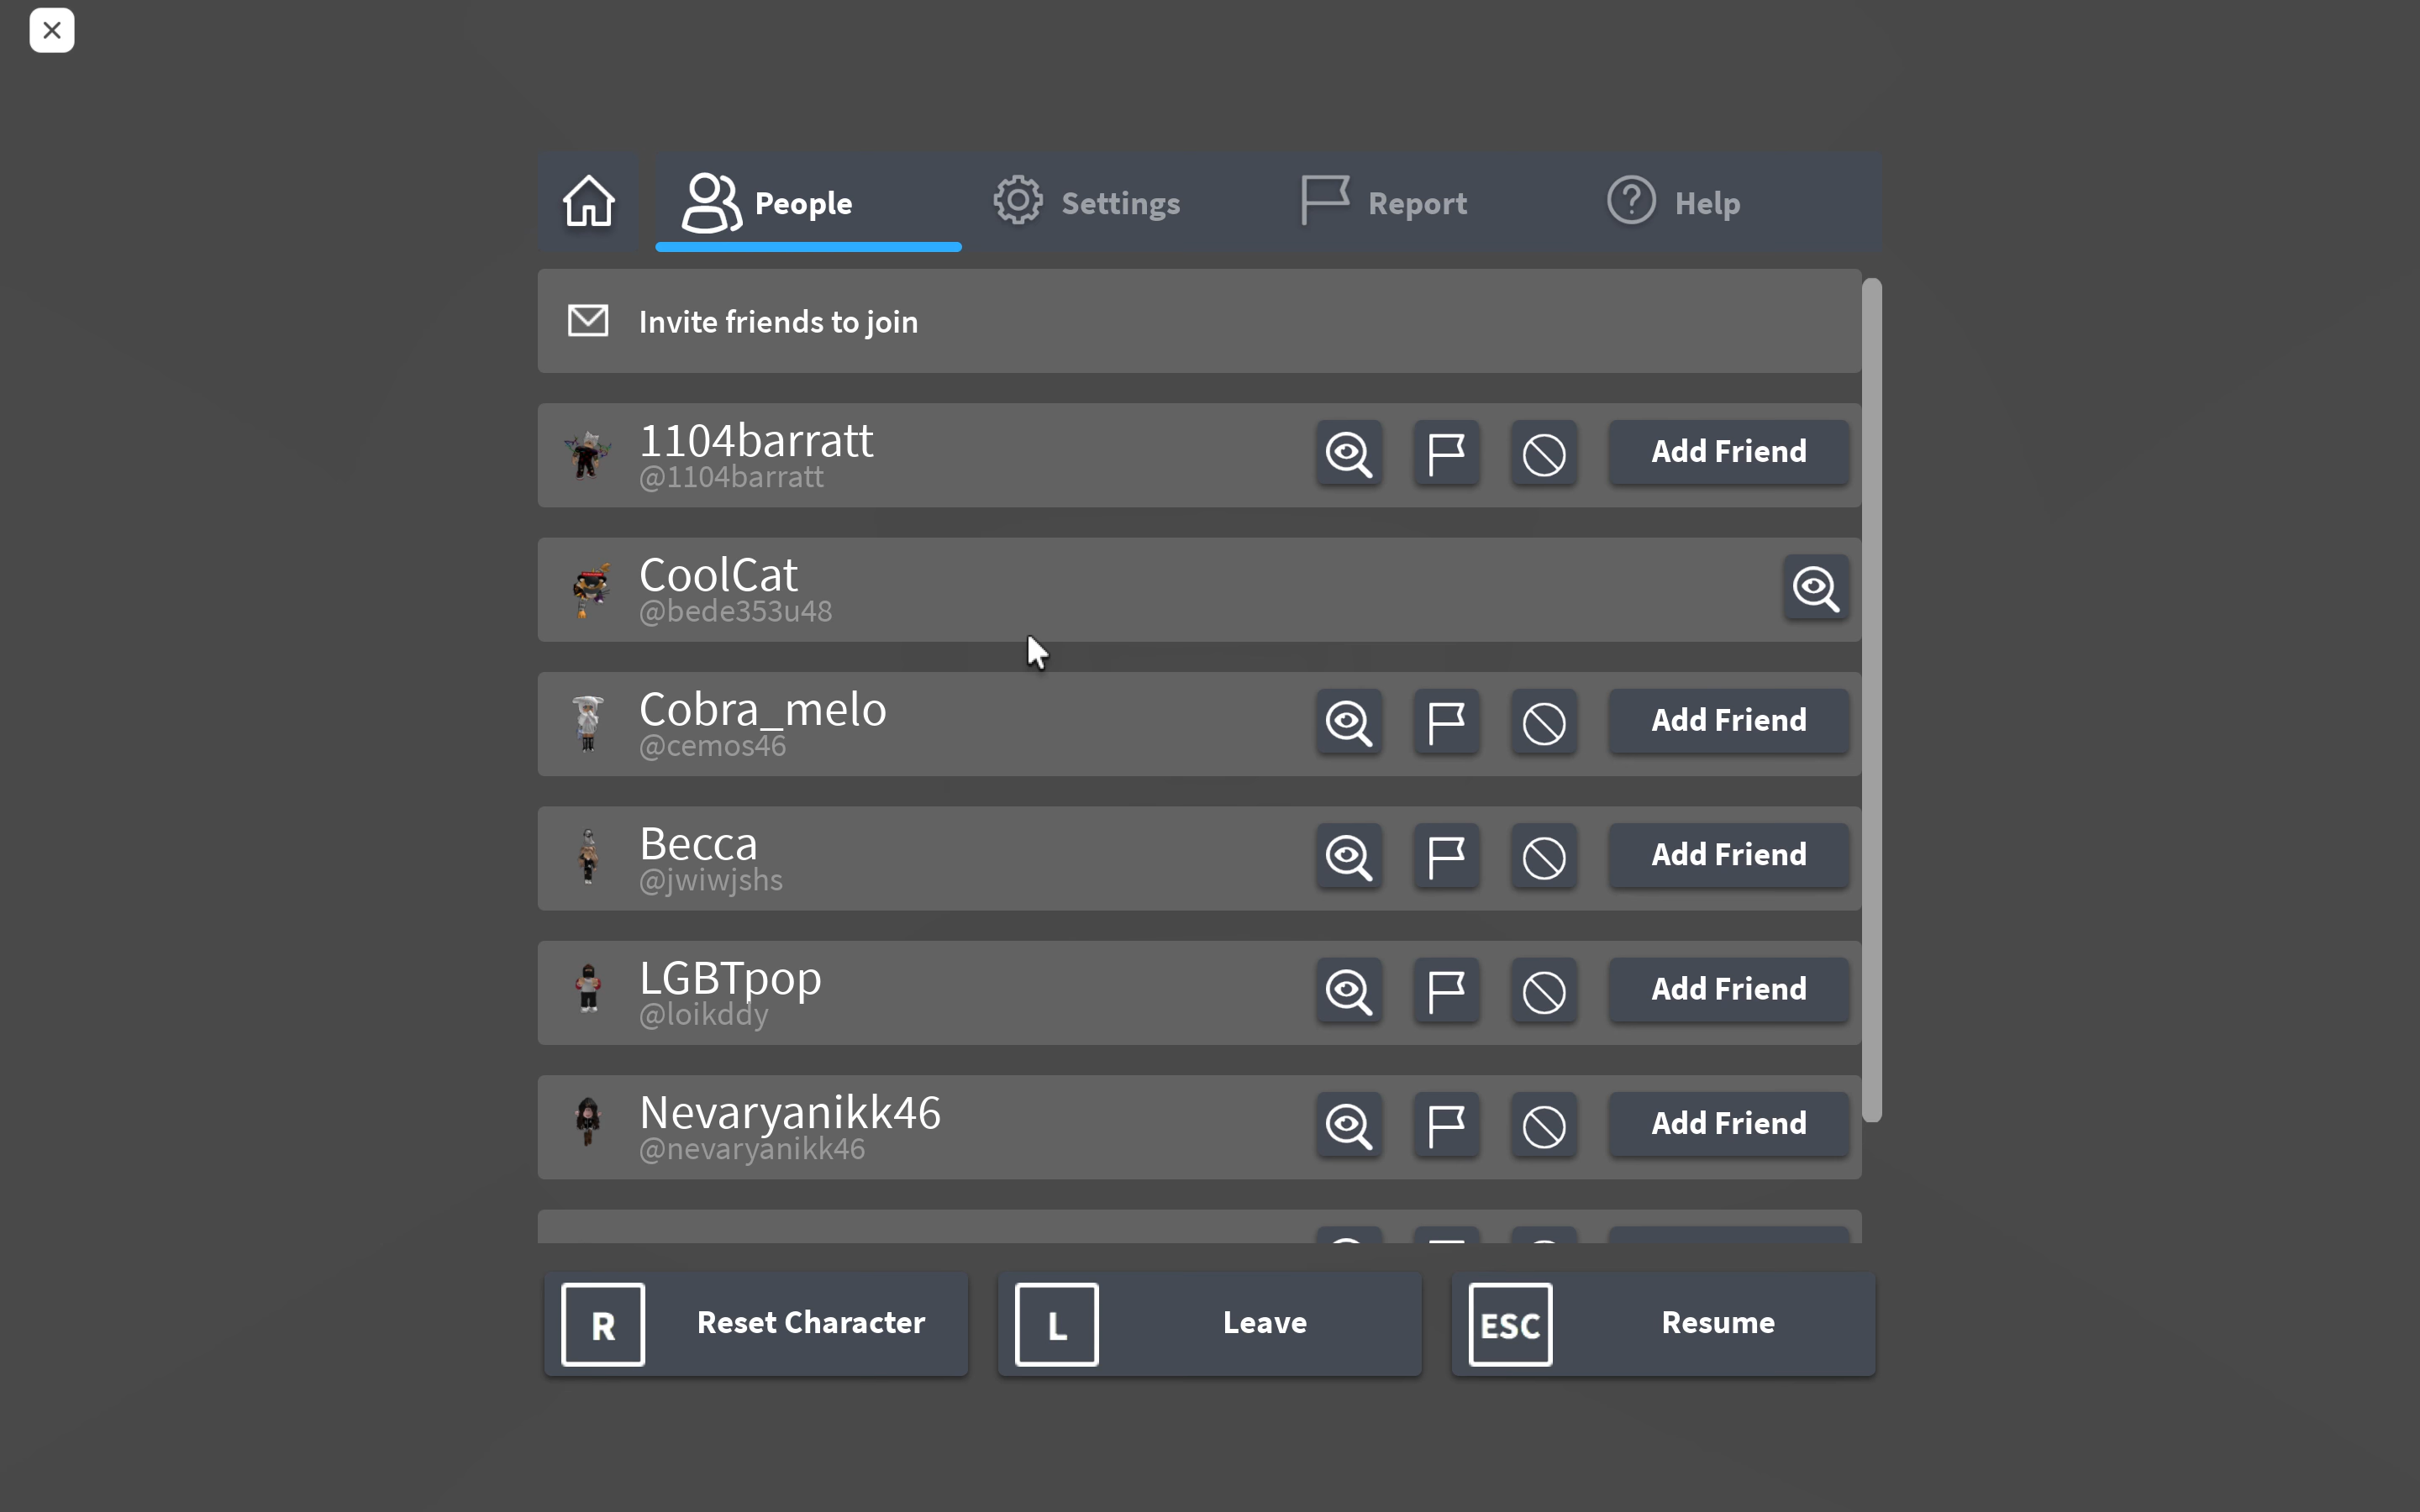 People
Settings
Report
Help
Invite friends to join
1104barratt
@1104barratt
Add Friend
CoolCat
@bede353u48
Cobra_melo
@cemos46
Add Friend
Becca
@jwiwjshs
Add Friend
LGBTpop
@loikddy
Add Friend
Nevaryanikk46
@nevaryanikk46
Add Friend
R Reset Character
L Leave
ESC Resume